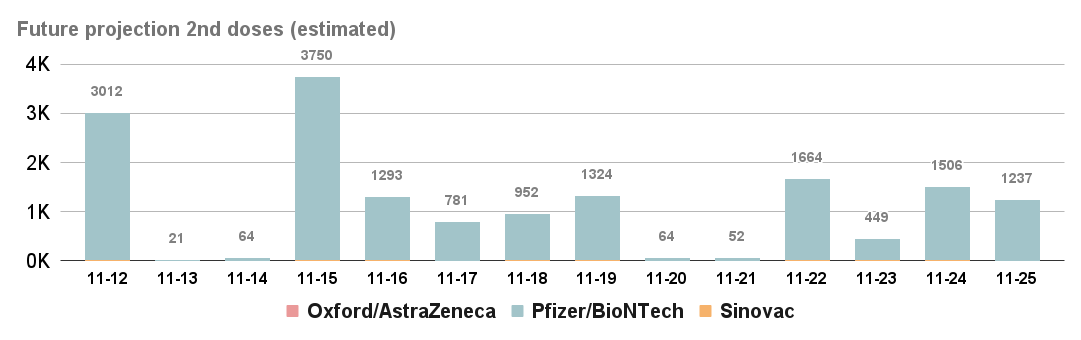 Future projection 2nd doses (estimated)
3750
4K
3012
3K
2K
1664
1506
1293
1324
1237
952
781
1K
449
21
64
64
52
0K
11-12 11-13 11-14 11-15 11-16 11-17 11-18 11-19 11-20 11-21 11-22 11-23 11-24 11-25
Oxford/AstraZeneca Pfizer/BioNTech Sinovac